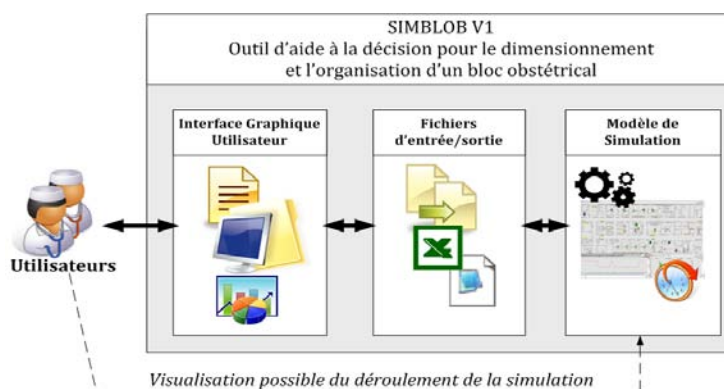 SIMBLOB V1
Outil d'aide à la décision pour le dimensionnement
et l'organisation d'un bloc obstétrical
Interface Graphique
Utilisateur
Fichiers
d'entrée/sortie
Modèle de
Simulation
Utilisateurs
Visualisation possible du déroulement de la simulation